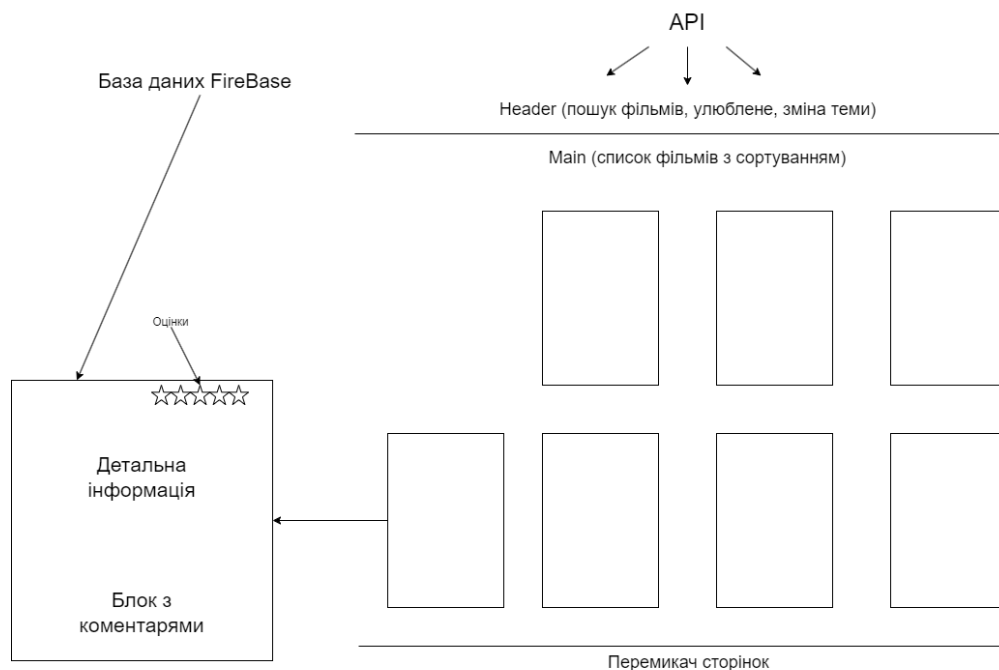 API
База даних FireBase
Header (пошук фільмів, улюблене, зміна теми)
Main (список фільмів з сортуванням)
Оцінки
Детальна
інформація
Блок з
коментарями
Перемикач сторінок